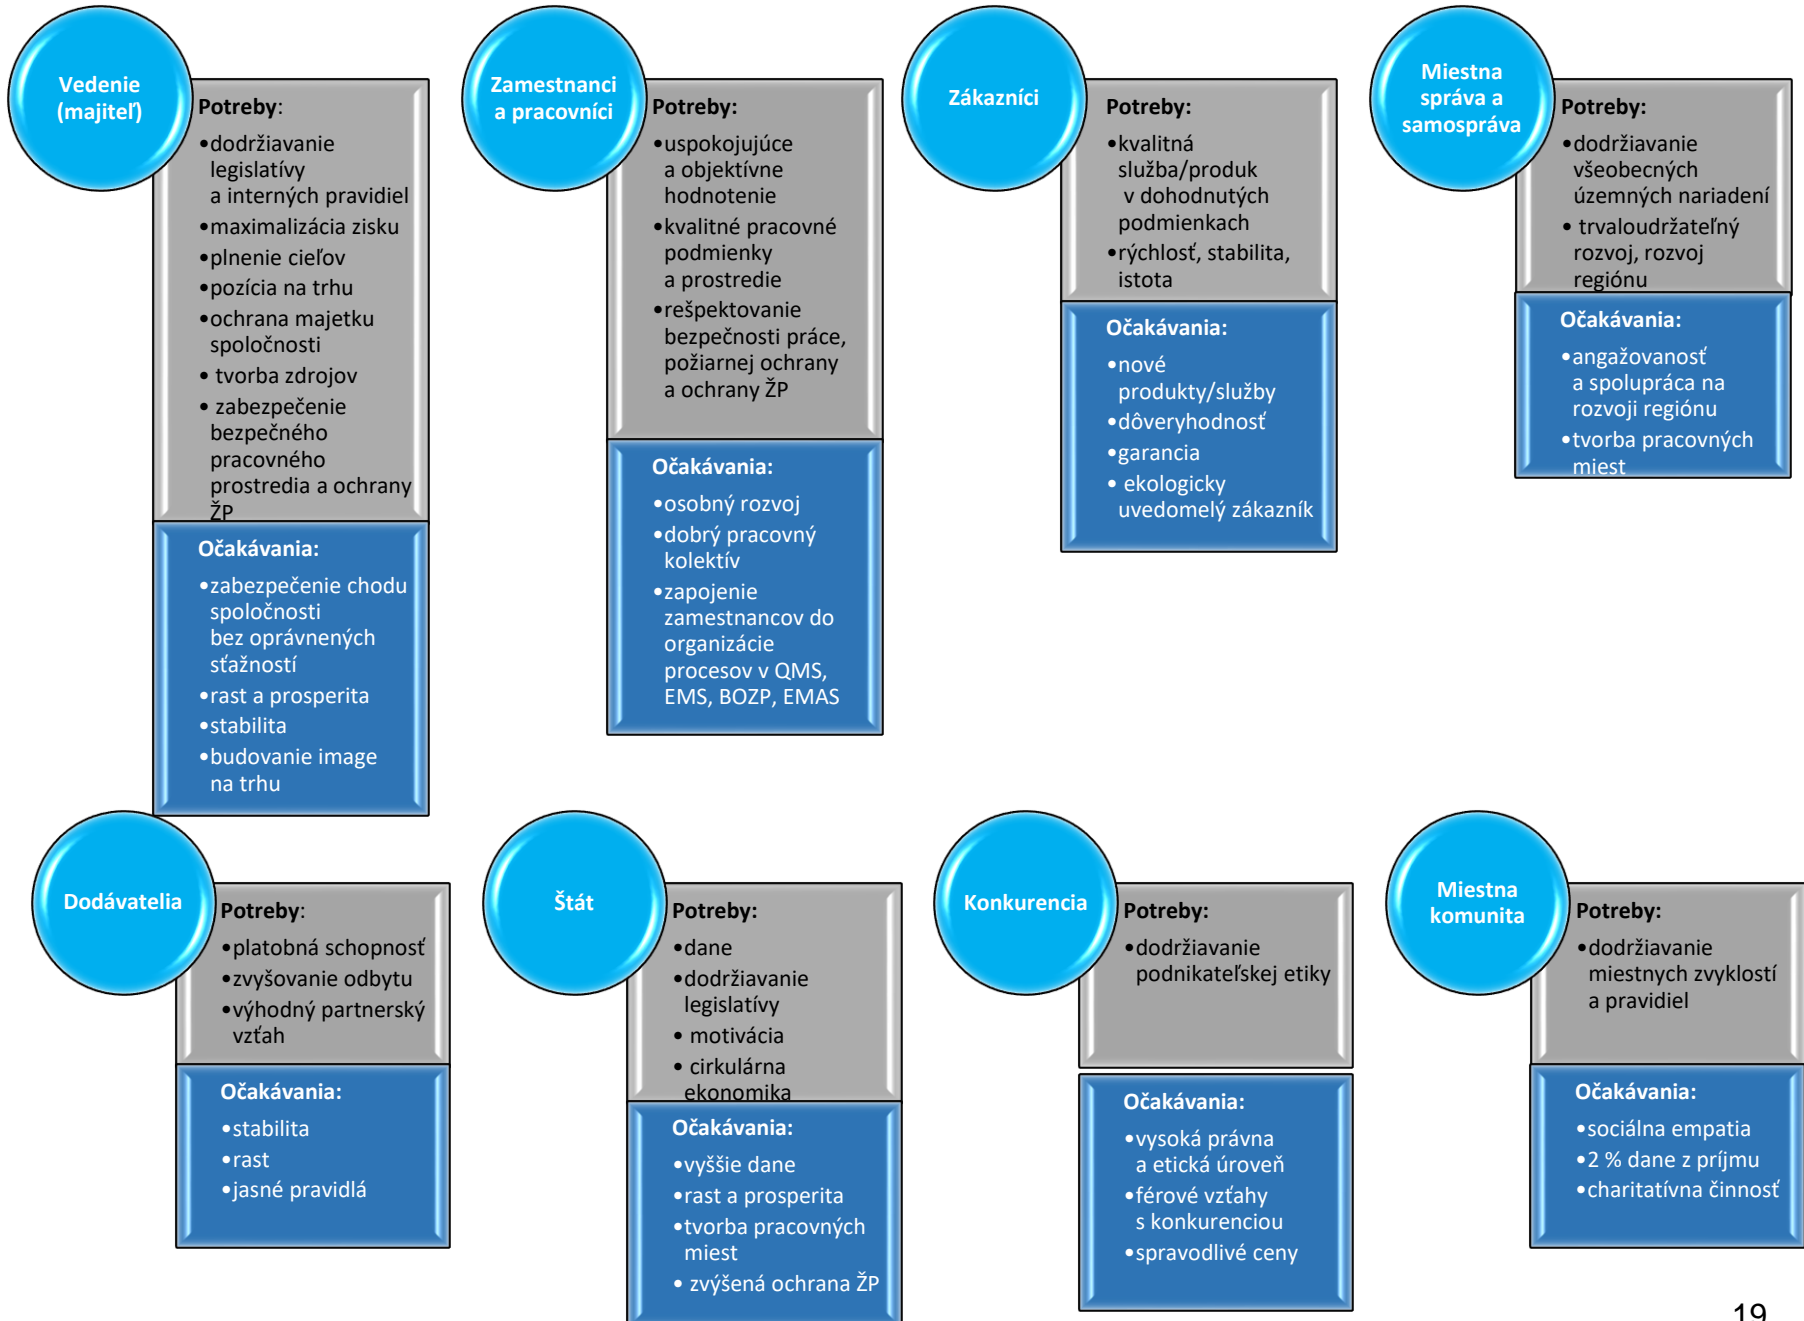 Vedenie
(majiteľ)
Potreby:
•dodržiavanie
legislatívy
a interných pravidiel
•maximalizácia zisku
•plnenie cieľov
•pozícia na trhu
•ochrana majetku
spoločnosti
• tvorba zdrojov
• zabezpečenie
bezpečného
pracovného
prostredia a ochrany
ŽP
Očakávania:
•zabezpečenie chodu
spoločnosti
bez oprávnených
sťažností
•rast a prosperita
•stabilita
•budovanie image
na trhu
Zamestnanci
a pracovníci
Potreby:
•uspokojujúce
a objektívne
hodnotenie
•kvalitné pracovné
podmienky
a prostredie
•rešpektovanie
bezpečnosti práce,
požiarnej ochrany
a ochrany ŽP
Očakávania:
•osobný rozvoj
•dobrý pracovný
kolektív
•zapojenie
zamestnancov do
organizácie
procesov v QMS,
EMS, BOZP, EMAS
Zákazníci
Potreby:
•kvalitná
služba/produk
v dohodnutých
podmienkach
•rýchlosť, stabilita,
istota
Očakávania:
•nové
produkty/služby
•dôveryhodnosť
•garancia
• ekologicky
uvedomelý zákazník
Miestna
správa a
samospráva
Potreby:
•dodržiavanie
všeobecných
územných nariadení
• trvaloudržateľný
rozvoj, rozvoj
regiónu
Očakávania:
•angažovanosť
a spolupráca na
rozvoji regiónu
•tvorba pracovných
miest
Dodávatelia
Potreby:
•platobná schopnosť
•zvyšovanie odbytu
•výhodný partnerský
vzťah
Očakávania:
•stabilita
•rast
•jasné pravidlá
Štát
Potreby:
•dane
•dodržiavanie
legislatívy
• motivácia
• cirkulárna
ekonomika
Očakávania:
•vyššie dane
•rast a prosperita
•tvorba pracovných
miest
• zvýšená ochrana ŽP
Konkurencia
Potreby:
•dodržiavanie
podnikateľskej etiky
Očakávania:
•vysoká právna
a etická úroveň
•férové vzťahy
s konkurenciou
•spravodlivé ceny
Miestna
komunita
Potreby:
•dodržiavanie
miestnych zvyklostí
a pravidiel
Očakávania:
•sociálna empatia
•2 % dane z príjmu
•charitatívna činnosť
19